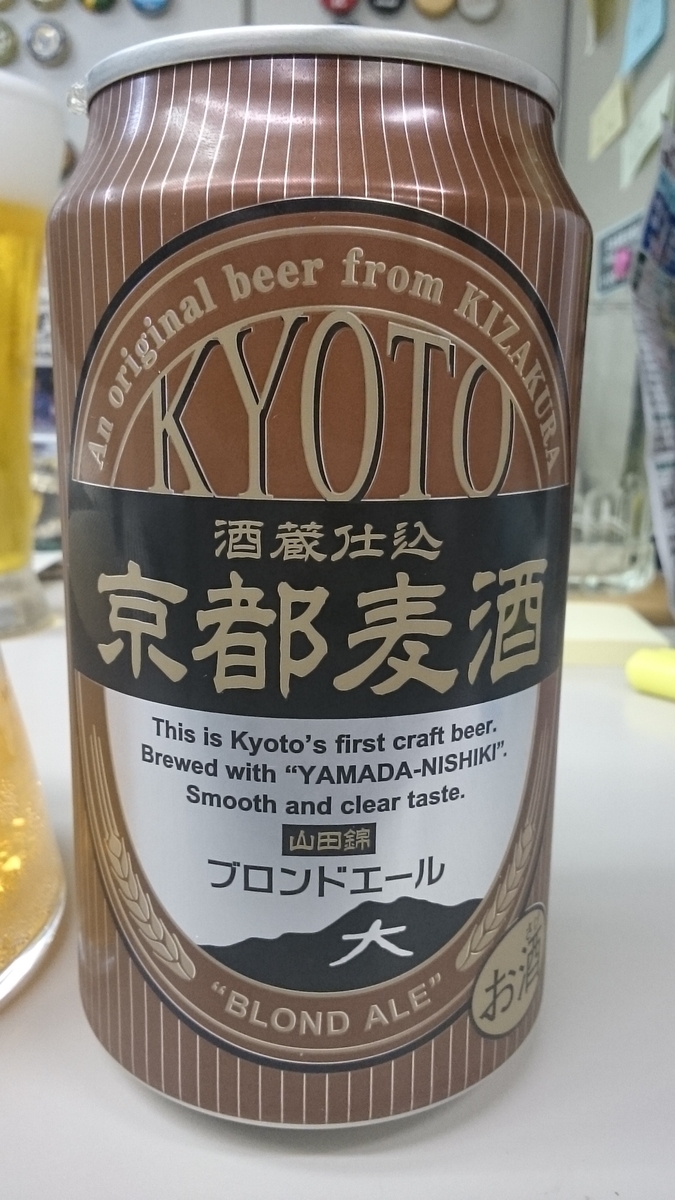 An original beer from KIZAKURA
KYOTO
酒蔵仕込
京都麦酒
This is Kyoto's first craft beer.
Brewed with “YAMADA-NISHIKI”.
Smooth and clear taste.
山田錦
ブロンドエール
大
“BLOND ALE”
お酒